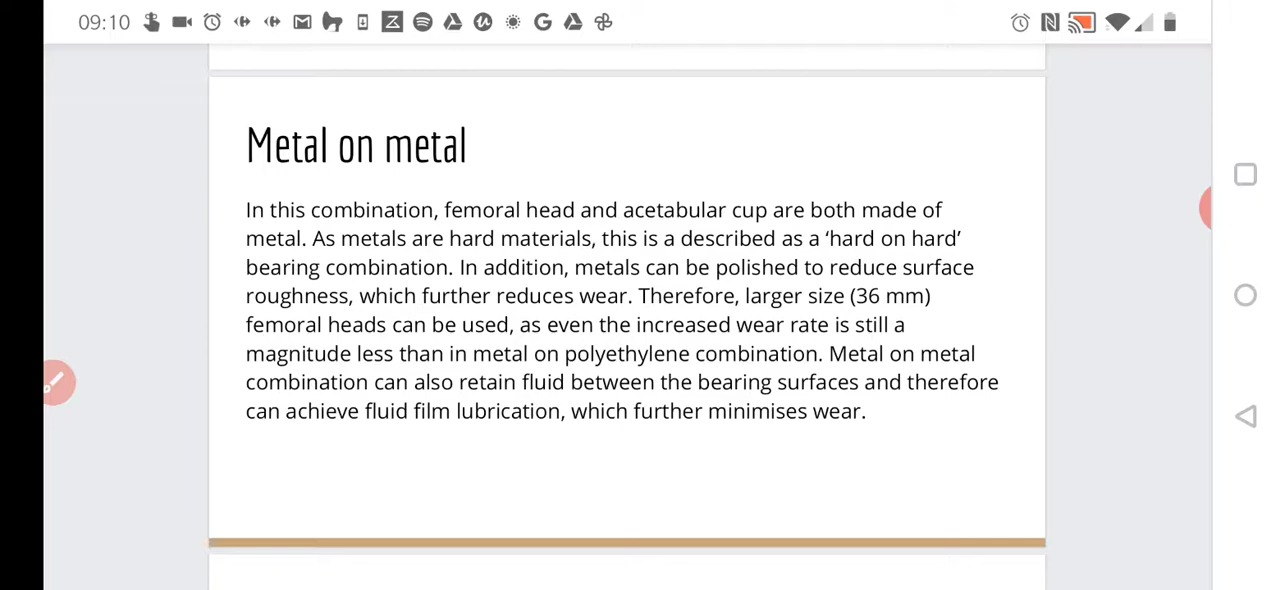 09:10
Metal on metal
In this combination, femoral head and acetabular cup are both made of
metal. As metals are hard materials, this is a described as a ‘hard on hard’
bearing combination. In addition, metals can be polished to reduce surface
roughness, which further reduces wear. Therefore, larger size (36 mm)
femoral heads can be used, as even the increased wear rate is still a
magnitude less than in metal on polyethylene combination. Metal on metal
combination can also retain fluid between the bearing surfaces and therefore
can achieve fluid film lubrication, which further minimises wear.